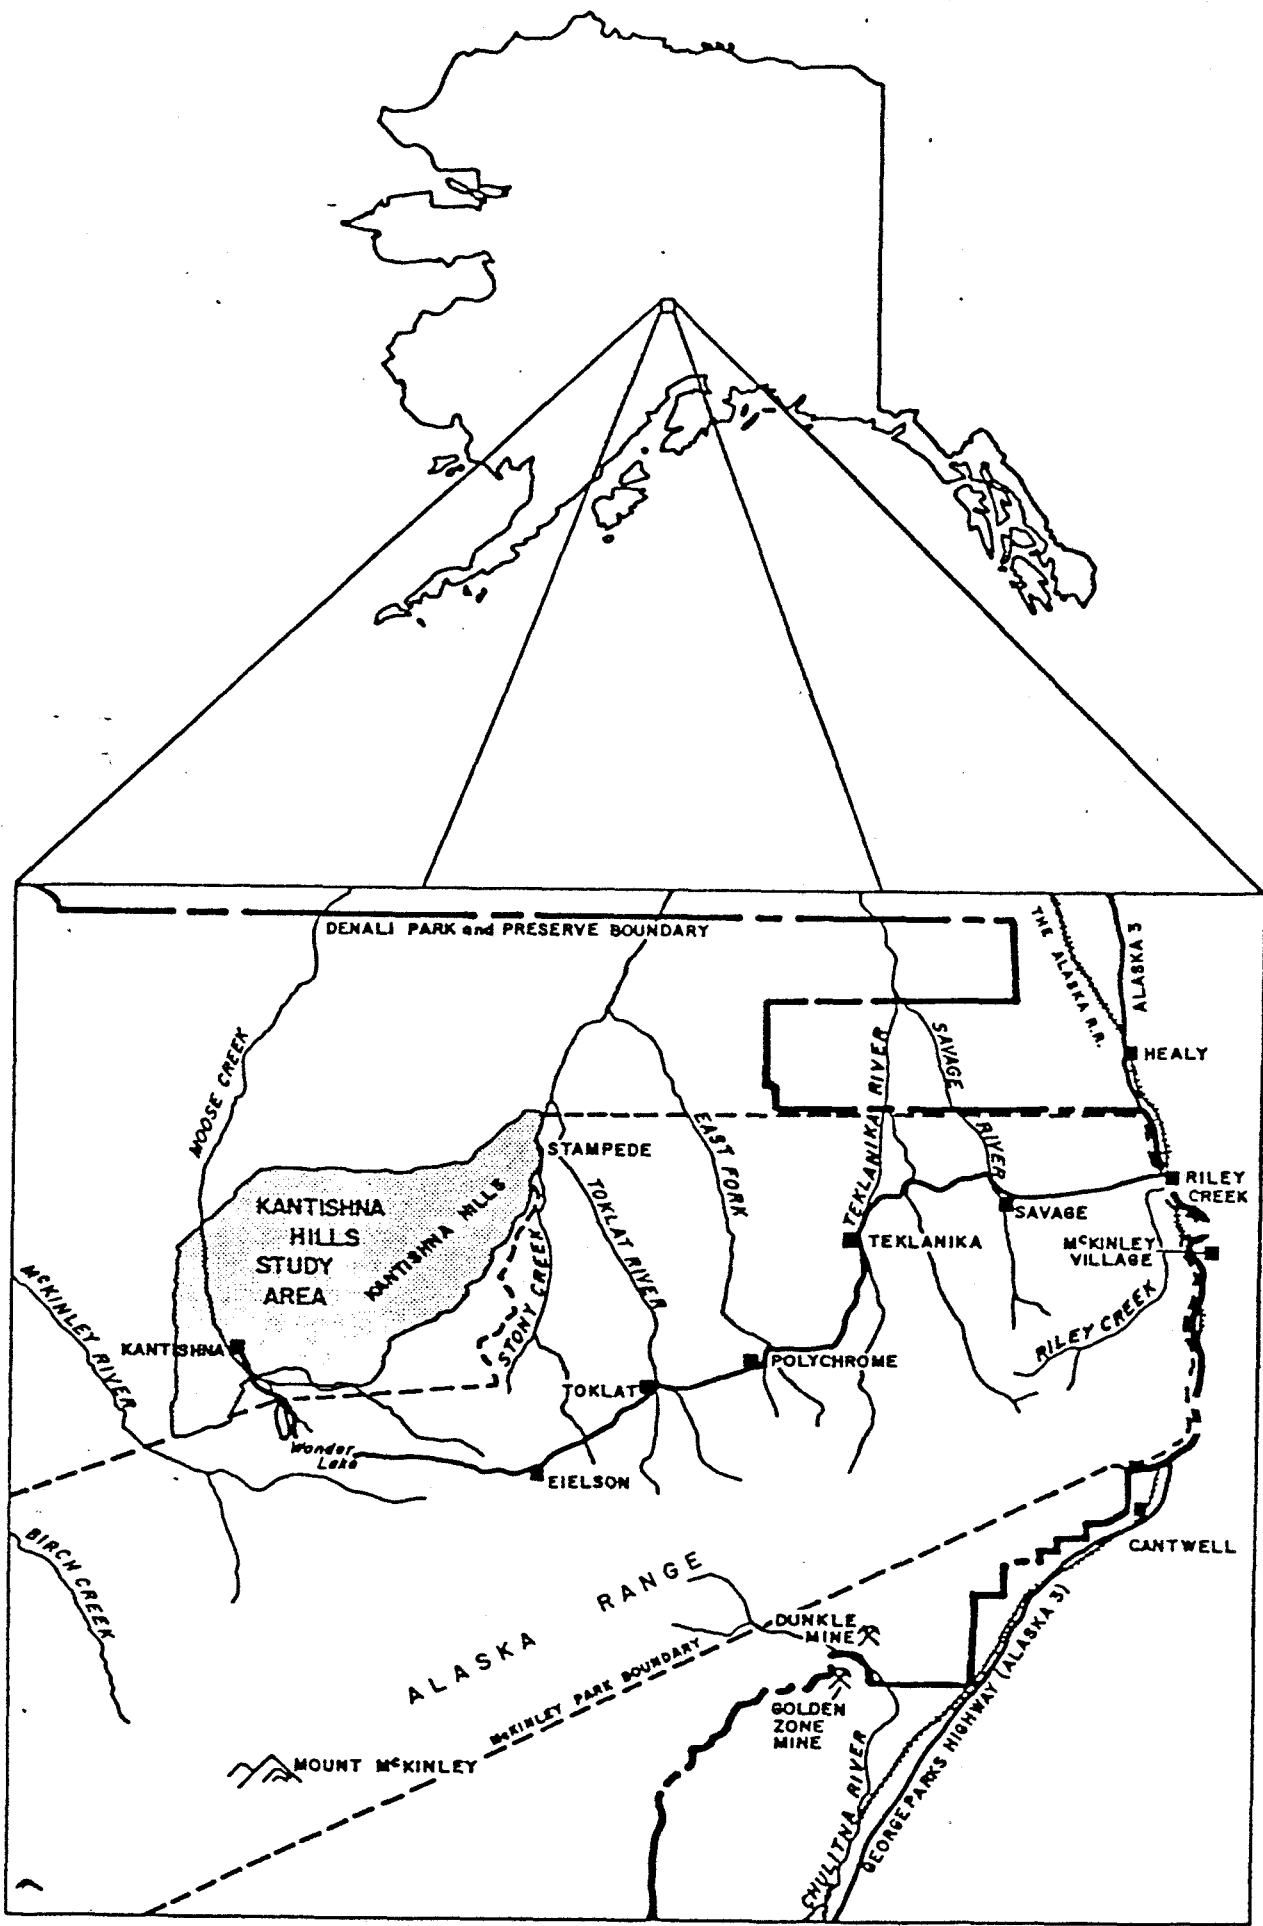 DENALI PARK and PRESERVE BOUNDARY
THE ALASKA R.R.
ALASKA 3
HEALY
MOOSE CREEK
SAVAGE
RIVER
TEKLANIKA RIVER
EAST FORK
STAMPEDE
TOKLAT RIVER
KANTISHNA
HILLS
STUDY
AREA
KANTISHNA HILLS
STONY CREEK
RILEY
CREEK
SAVAGE
TEKLANIKA
McKINLEY
VILLAGE
RILEY CREEK
McKINLEY RIVER
KANTISHNA
POLYCHROME
TOKLAT
Wonder
Lake
EIELSON
BIRCH CREEK
CANTWELL
ALASKA RANGE
DUNKLE
MINE
McKINLEY PARK BOUNDARY
GOLDEN
ZONE
MINE
MOUNT McKINLEY
CHULITNA RIVER
GEORGE PARKS HIGHWAY (ALASKA 3)